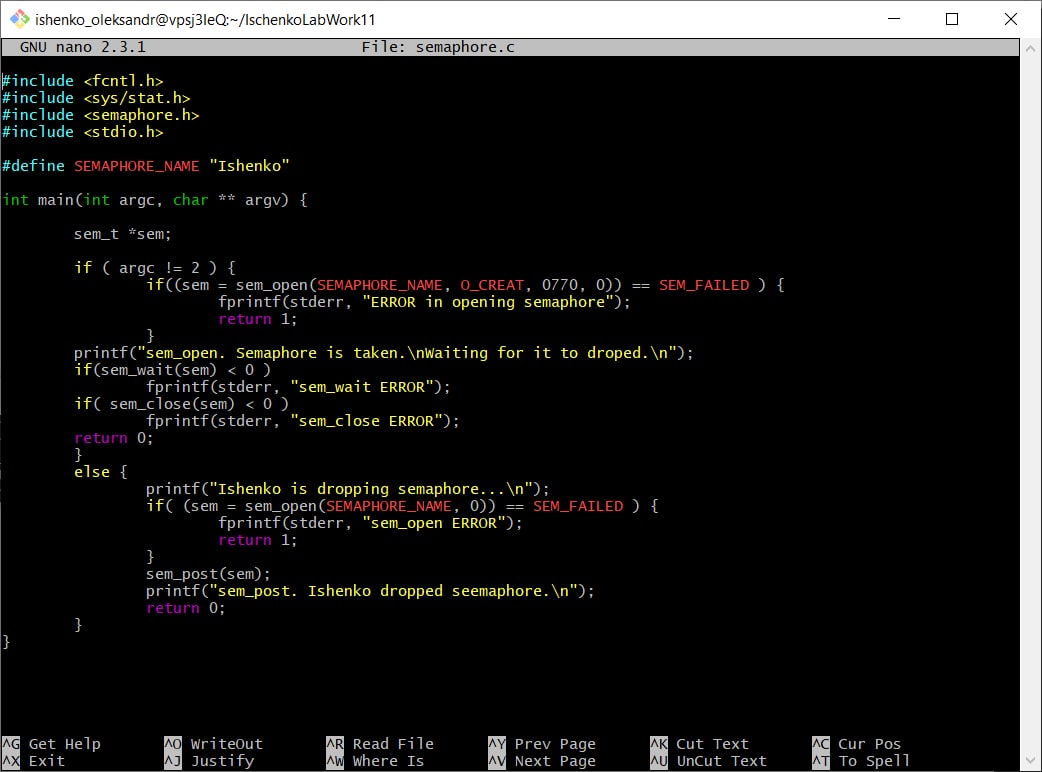 ishenko_oleksandr@vpsj3IeQ:~/IschenkoLabWork11
GNU nano 2.3.1 File: semaphore.c
#include <fcntl.h>
#include <sys/stat.h>
#include <semaphore.h>
#include <stdio.h>
#define SEMAPHORE_NAME "Ishenko"
int main(int argc, char ** argv) {
sem_t *sem;
if ( argc != 2 ) {
if((sem = sem_open(SEMAPHORE_NAME, O_CREAT, 0770, 0)) == SEM_FAILED ) {
fprintf(stderr, "ERROR in opening semaphore");
return 1;
}
printf("sem_open. Semaphore is taken.\nWaiting for it to droped.\n");
if(sem_wait(sem) < 0 )
fprintf(stderr, "sem_wait ERROR");
if( sem_close(sem) < 0 )
fprintf(stderr, "sem_close ERROR");
return 0;
}
else {
printf("Ishenko is dropping semaphore...\n");
if( (sem = sem_open(SEMAPHORE_NAME, 0)) == SEM_FAILED ) {
fprintf(stderr, "sem_open ERROR");
return 1;
}
sem_post(sem);
printf("sem_post. Ishenko dropped seemaphore.\n");
return 0;
}
}
^G Get Help ^O WriteOut ^R Read File ^Y Prev Page ^K Cut Text ^C Cur Pos
^X Exit ^J Justify ^W Where Is ^V Next Page ^U UnCut Text ^T To Spell